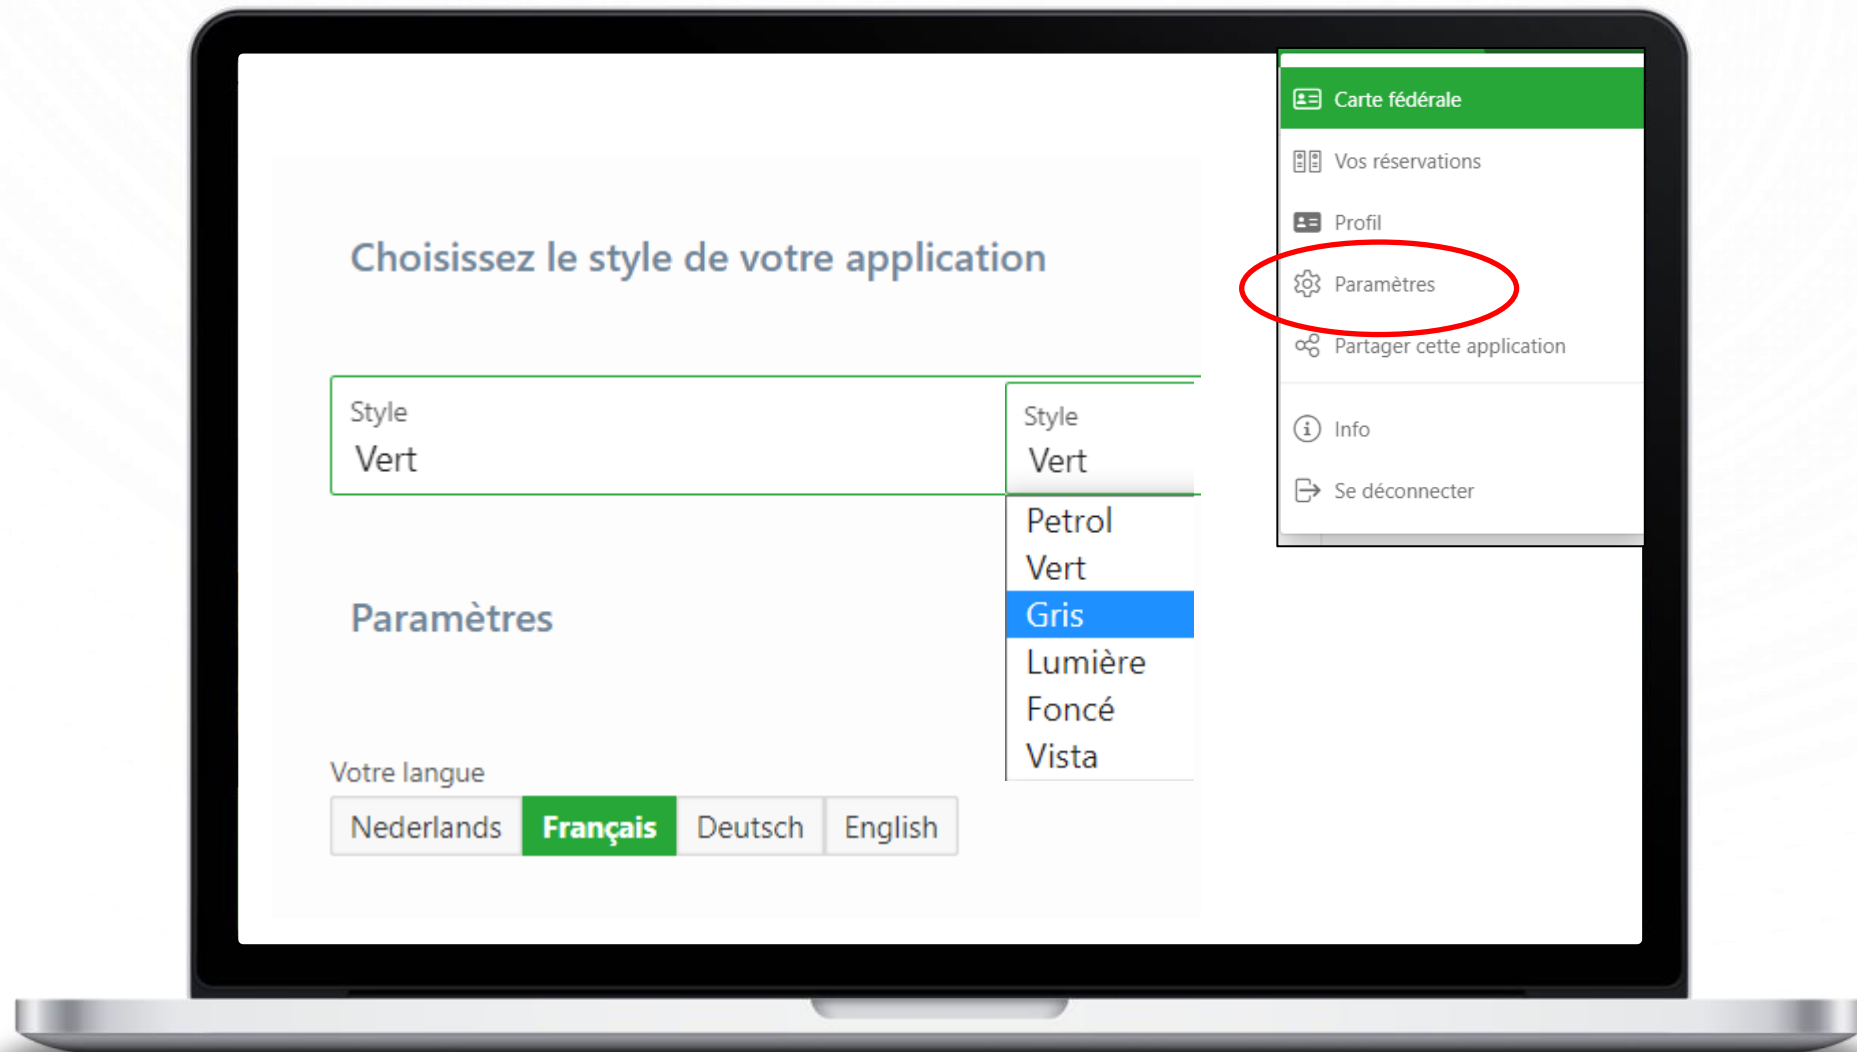 Choisissez le style de votre application
Style
Vert
Style
Vert
Petrol
Vert
Gris
Lumière
Foncé
Vista
Paramètres
Votre langue
Nederlands
Français
Deutsch
English
Carte fédérale
Vos réservations
Profil
Paramètres
Partager cette application
Info
Se déconnecter